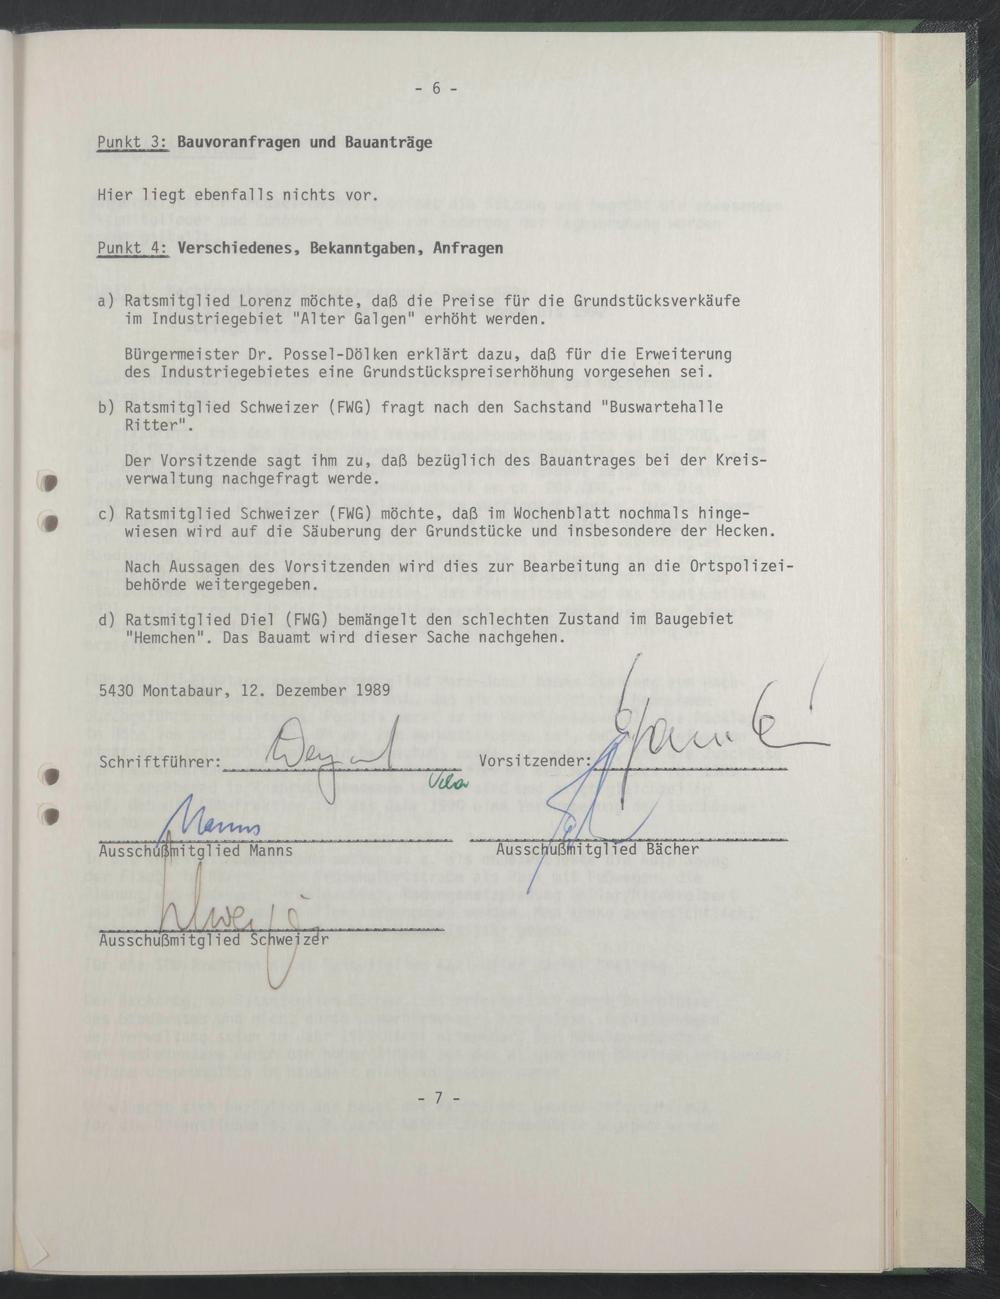 - 6 -
Punkt 3: Bauvoranfragen und Bauanträge
Hier liegt ebenfalls nichts vor.
Punkt 4: Verschiedenes, Bekanntgaben, Anfragen
a) Ratsmitglied Lorenz möchte, daß die Preise für die Grundstücksverkäufe
im Industriegebiet "Alter Galgen" erhöht werden.
Bürgermeister Dr. Possel-Dölken erklärt dazu, daß für die Erweiterung
des Industriegebietes eine Grundstückspreiserhöhung vorgesehen sei.
b) Ratsmitglied Schweizer (FWG) fragt nach den Sachstand "Buswartehalle
Ritter".
Der Vorsitzende sagt ihm zu, daß bezüglich des Bauantrages bei der Kreis-
verwaltung nachgefragt werde.
c) Ratsmitglied Schweizer (FWG) möchte, daß im Wochenblatt nochmals hinge-
wiesen wird auf die Säuberung der Grundstücke und insbesondere der Hecken.
Nach Aussagen des Vorsitzenden wird dies zur Bearbeitung an die Ortspolizei-
behörde weitergegeben.
d) Ratsmitglied Diel (FWG) bemängelt den schlechten Zustand im Baugebiet
"Hemchen". Das Bauamt wird dieser Sache nachgehen.
5430 Montabaur, 12. Dezember 1989
Schriftführer: Vorsitzender:
Manns
Ausschußmitglied Manns Ausschußmitglied Bächer
Ausschußmitglied Schweizer
- 7 -